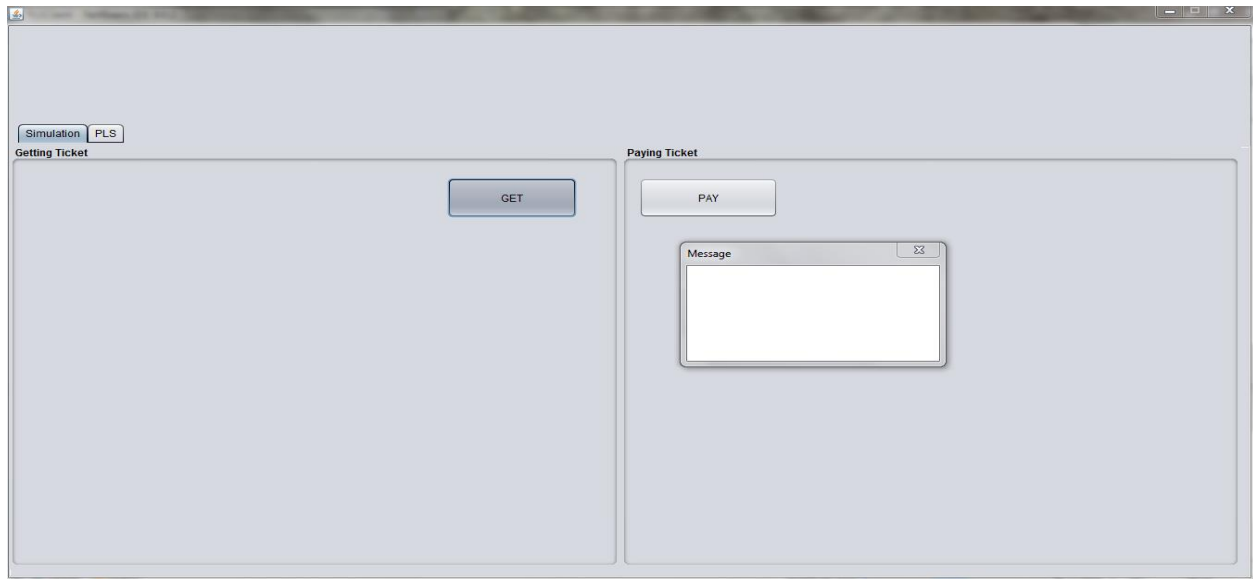 Simulation PLS
Getting Ticket
Paying Ticket
GET
PAY
Message